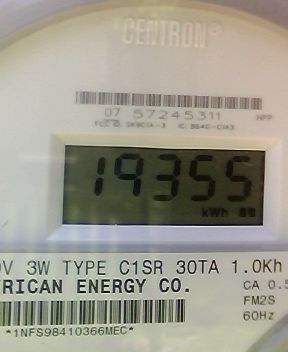 CENTRON®
07 57245311
19355
kWh
V 3W TYPE C1SR 30TA 1.0Kh
RICAN ENERGY CO.
CA 0.5
FM2S
60Hz
*1NFS98410366MEC*